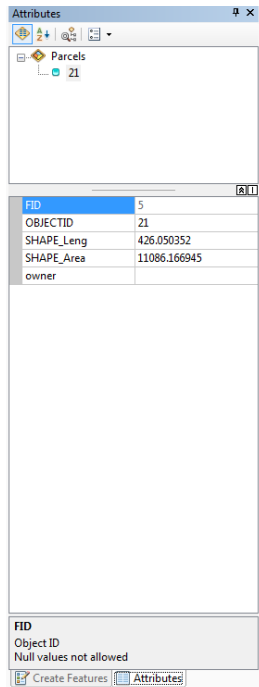 Attributes
Parcels
21
FID 5
OBJECTID 21
SHAPE_Leng 426.050352
SHAPE_Area 11086.166945
owner
FID
Object ID
Null values not allowed
Create Features Attributes